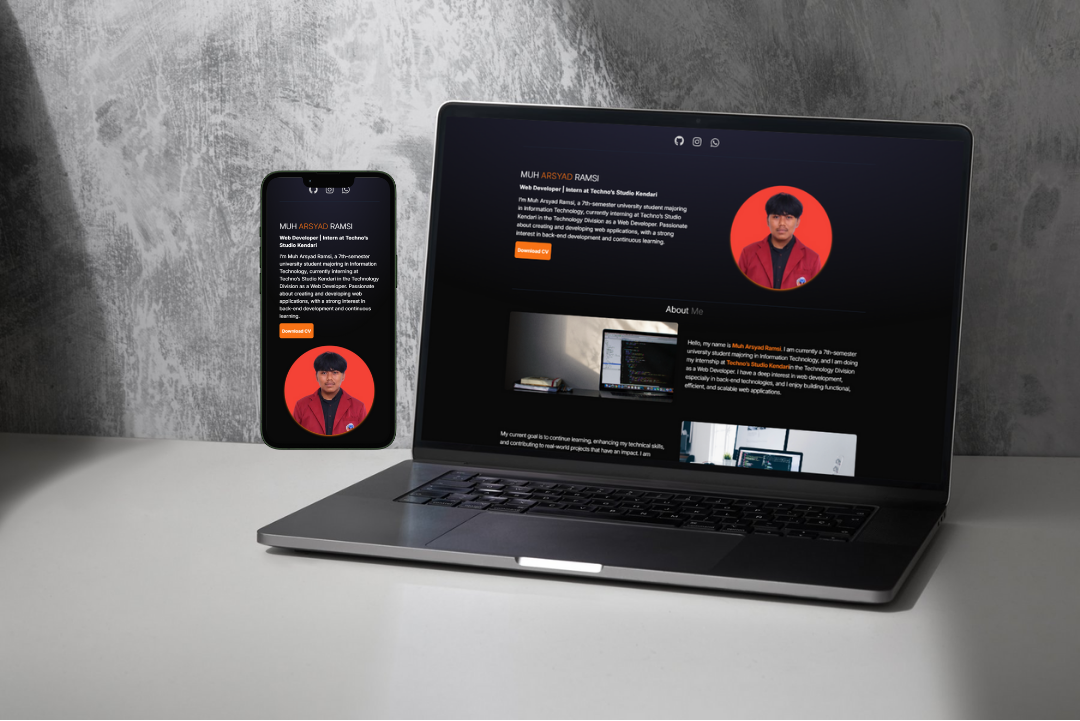 MUH ARSYAD RAMSI
Web Developer | Intern at Techno's
Studio Kendari
I'm Muh Arsyad Ramsi, a 7th-semester
university student majoring in Information
Technology, currently interning at
Techno's Studio Kendari in the Technology
Division as a Web Developer. Passionate
about creating and developing web
applications, with a strong interest in
back-end development and continuous
learning.
Download CV
MUH ARSYAD RAMSI
Web Developer | Intern at Techno's Studio Kendari
I'm Muh Arsyad Ramsi, a 7th-semester university student majoring
in Information Technology, currently interning at Techno's Studio
Kendari in the Technology Division as a Web Developer. Passionate
about creating and developing web applications, with a strong
interest in back-end development and continuous learning.
Download CV
About Me
Hello, my name is Muh Arsyad Ramsi. I am currently a 7th-semester
university student majoring in Information Technology, and I am doing
my internship at Techno's Studio Kendari in the Technology Division
as a Web Developer. I have a deep interest in web development,
especially in back-end technologies, and I enjoy building functional,
efficient, and scalable web applications.
My current goal is to continue learning, enhancing my technical skills,
and contributing to real-world projects that have an impact. I am